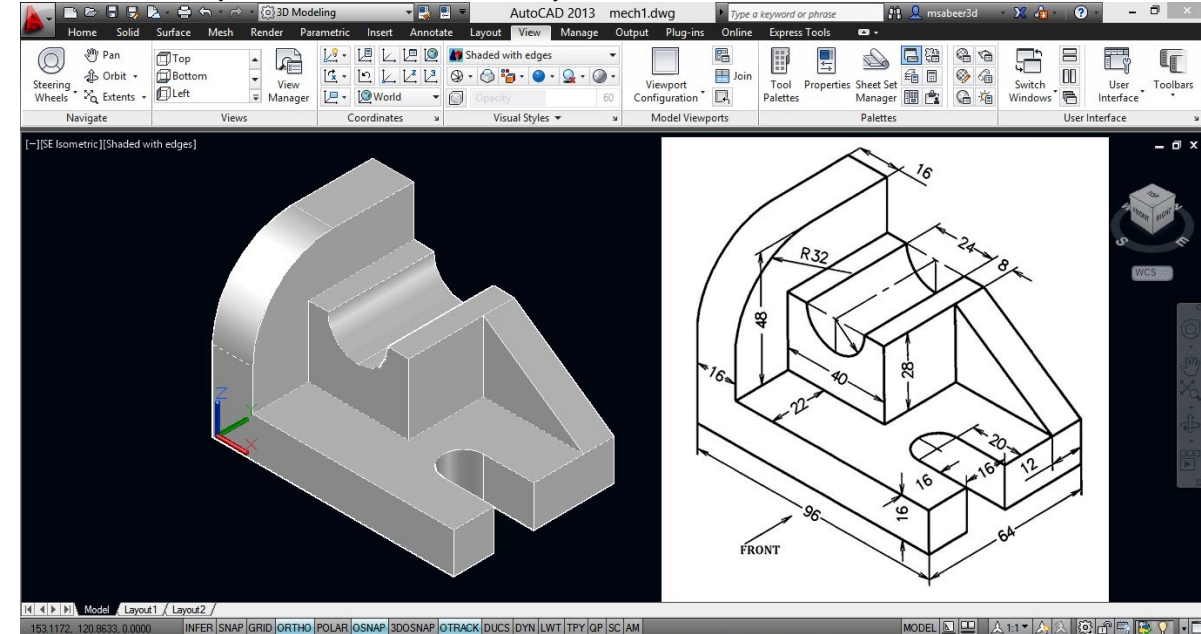 3D Modeling
AutoCAD 2013 mech1.dwg
Type a keyword or phrase
msabeer3d
Home Solid Surface Mesh Render Parametric Insert Annotate Layout View Manage Output Plug-ins Online Express Tools
Pan
Orbit
Extents
Steering Wheels
Navigate
Top
Bottom
Left
View Manager
Views
World
Coordinates
Shaded with edges
Opacity 60
Visual Styles
Viewport Configuration
Join
Model Viewports
Tool Palettes
Properties
Sheet Set Manager
Palettes
Switch Windows
User Interface
Toolbars
User Interface
[−][SE Isometric][Shaded with edges]
Z
Y
X
16
R32
24
8
48
16
40
28
22
20
16
16
12
16
96
64
FRONT
TOP
FRONT
RIGHT
S
E
WCS
Model Layout1 Layout2
153.1172, 120.8633, 0.0000 INFER SNAP GRID ORTHO POLAR OSNAP 3DOSNAP OTRACK DUCS DYN LWT TPY QP SC AM MODEL 1:1